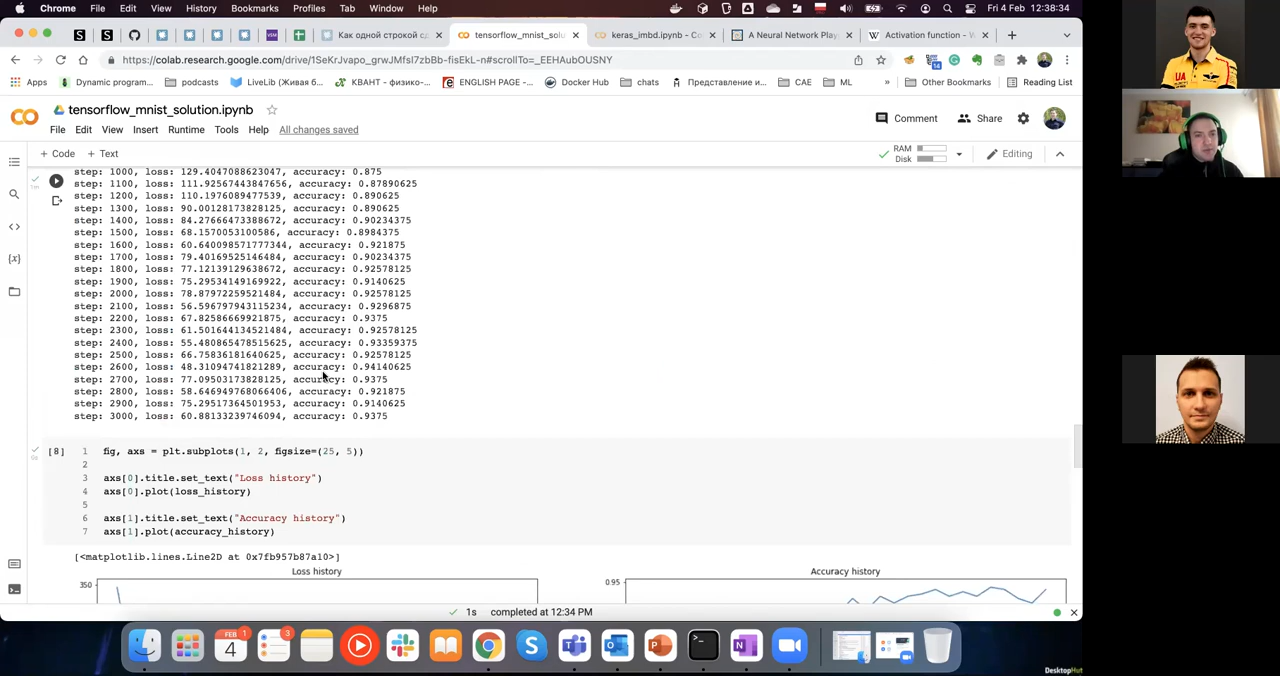 Chrome File Edit View History Bookmarks Profiles Tab Window Help Fri 4 Feb 12:38:34
Как одной строкой с tensorflow_mnist_solu keras_imbd.ipynb - Co A Neural Network Play Activation function - W
https://colab.research.google.com/drive/1SeKrJVapo_grwJMfsI7zbBb-fisEkL-n#scrollTo=_EEHAubOUSNY
Apps Dynamic program... podcasts LiveLib (Живая биб... КВАНТ - физико-... ENGLISH PAGE -... Docker Hub chats Представление и... CAE ML » Other Bookmarks Reading List
tensorflow_mnist_solution.ipynb
File Edit View Insert Runtime Tools Help All changes saved
Comment Share
+ Code + Text
RAM
Disk
Editing
step: 1000, loss: 129.4047088623047, accuracy: 0.875
step: 1100, loss: 111.92567443847656, accuracy: 0.87890625
step: 1200, loss: 110.1976089477539, accuracy: 0.890625
step: 1300, loss: 90.00128173828125, accuracy: 0.890625
step: 1400, loss: 84.27666473388672, accuracy: 0.90234375
step: 1500, loss: 68.1570053100586, accuracy: 0.8984375
step: 1600, loss: 60.640098571777344, accuracy: 0.921875
step: 1700, loss: 79.40169525146484, accuracy: 0.90234375
step: 1800, loss: 77.12139129638672, accuracy: 0.92578125
step: 1900, loss: 75.29534149169922, accuracy: 0.9140625
step: 2000, loss: 78.87972259521484, accuracy: 0.92578125
step: 2100, loss: 56.596797943115234, accuracy: 0.9296875
step: 2200, loss: 67.82586669921875, accuracy: 0.9375
step: 2300, loss: 61.501644134521484, accuracy: 0.92578125
step: 2400, loss: 55.480865478515625, accuracy: 0.93359375
step: 2500, loss: 66.75836181640625, accuracy: 0.92578125
step: 2600, loss: 48.31094741821289, accuracy: 0.94140625
step: 2700, loss: 77.09503173828125, accuracy: 0.9375
step: 2800, loss: 58.646949768066406, accuracy: 0.921875
step: 2900, loss: 75.29517364501953, accuracy: 0.9140625
step: 3000, loss: 60.88133239746094, accuracy: 0.9375
[8] 1 fig, axs = plt.subplots(1, 2, figsize=(25, 5))
2
3 axs[0].title.set_text("Loss history")
4 axs[0].plot(loss_history)
5
6 axs[1].title.set_text("Accuracy history")
7 axs[1].plot(accuracy_history)
[<matplotlib.lines.Line2D at 0x7fb957b87a10>]
Loss history Accuracy history
350 0.95
1s completed at 12:34 PM
FEB 1
4
3
UA